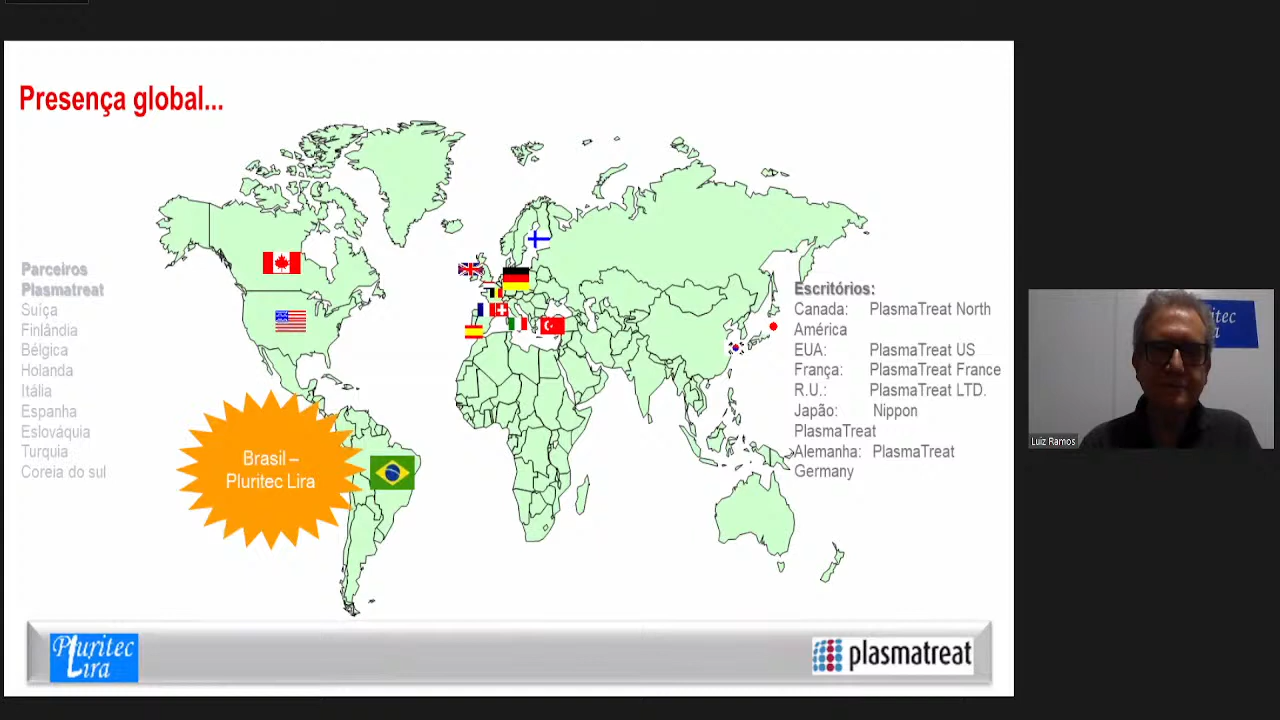 Presença global...
Parceiros
Plasmatreat
Suíça
Finlândia
Bélgica
Holanda
Itália
Espanha
Eslováquia
Turquia
Coreia do sul
Brasil –
Pluritec Lira
Escritórios:
Canada: PlasmaTreat North
América
EUA: PlasmaTreat US
França: PlasmaTreat France
R.U.: PlasmaTreat LTD.
Japão: Nippon
PlasmaTreat
Alemanha: PlasmaTreat
Germany
Pluritec
Lira
plasmatreat
Luiz Ramos